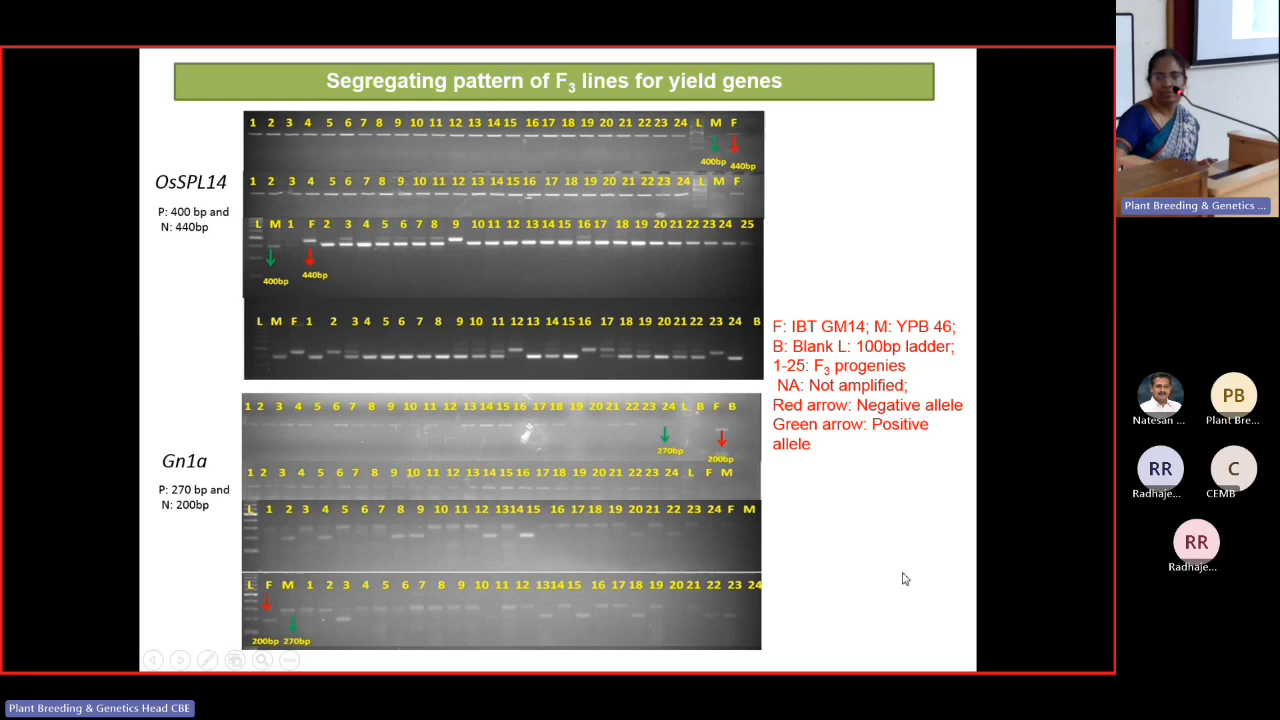 Segregating pattern of F3 lines for yield genes
1 2 3 4 5 6 7 8 9 10 11 12 13 14 15 16 17 18 19 20 21 22 23 24 L M F
400bp 440bp
OsSPL14
1 2 3 4 5 6 7 8 9 10 11 12 13 14 15 16 17 18 19 20 21 22 23 24 L M F
P: 400 bp and
N: 440bp
L M 1 F 2 3 4 5 6 7 8 9 10 11 12 13 14 15 16 17 18 19 20 21 22 23 24 25
400bp 440bp
L M F 1 2 3 4 5 6 7 8 9 10 11 12 13 14 15 16 17 18 19 20 21 22 23 24 B
F: IBT GM14; M: YPB 46;
B: Blank L: 100bp ladder;
1-25: F3 progenies
NA: Not amplified;
Red arrow: Negative allele
Green arrow: Positive
allele
1 2 3 4 5 6 7 8 9 10 11 12 13 14 15 16 17 18 19 20 21 22 23 24 L B F B
270bp 200bp
Gn1a
1 2 3 4 5 6 7 8 9 10 11 12 13 14 15 16 17 18 19 20 21 22 23 24 L F M
P: 270 bp and
N: 200bp
L 1 2 3 4 5 6 7 8 9 10 11 12 13 14 15 16 17 18 19 20 21 22 23 24 F M
L F M 1 2 3 4 5 6 7 8 9 10 11 12 13 14 15 16 17 18 19 20 21 22 23 24
200bp 270bp
Plant Breeding & Genetics ...
PB
Natesan ...
Plant Bre...
RR
C
Radhaje...
CEMB
RR
Radhaje...
Plant Breeding & Genetics Head CBE